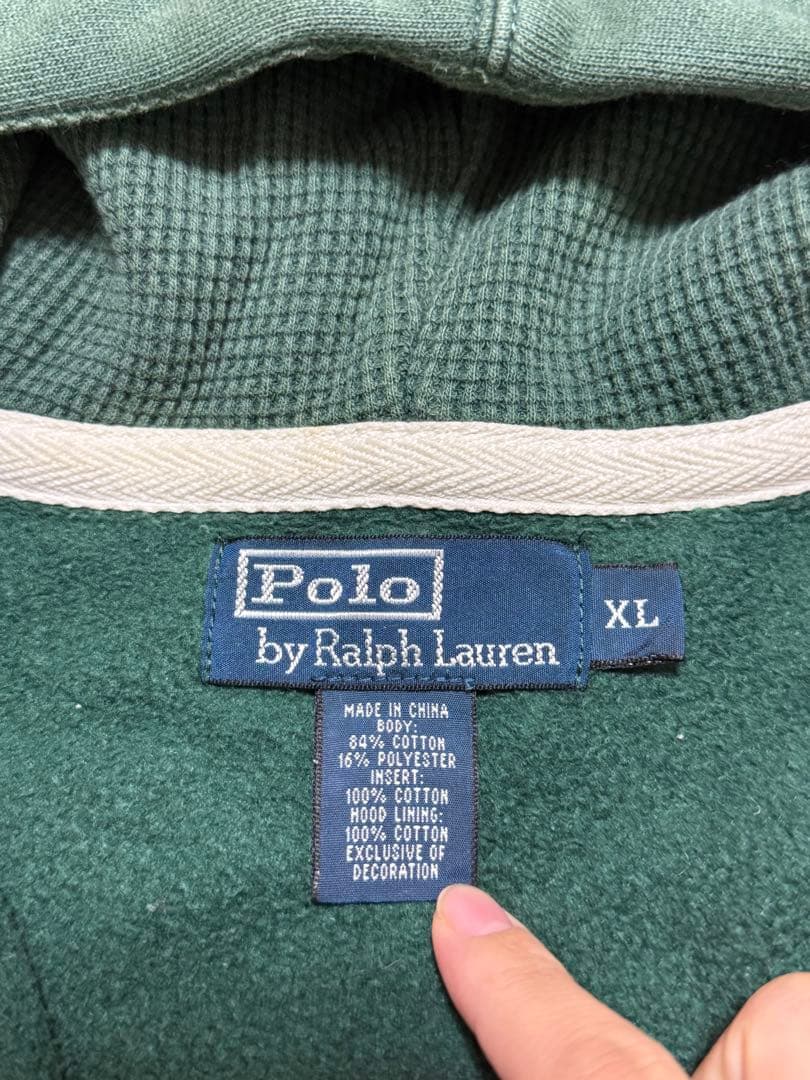 Polo
by Ralph Lauren
XL
MADE IN CHINA
BODY:
84% COTTON
16% POLYESTER
INSERT:
100% COTTON
HOOD LINING:
100% COTTON
EXCLUSIVE OF
DECORATION